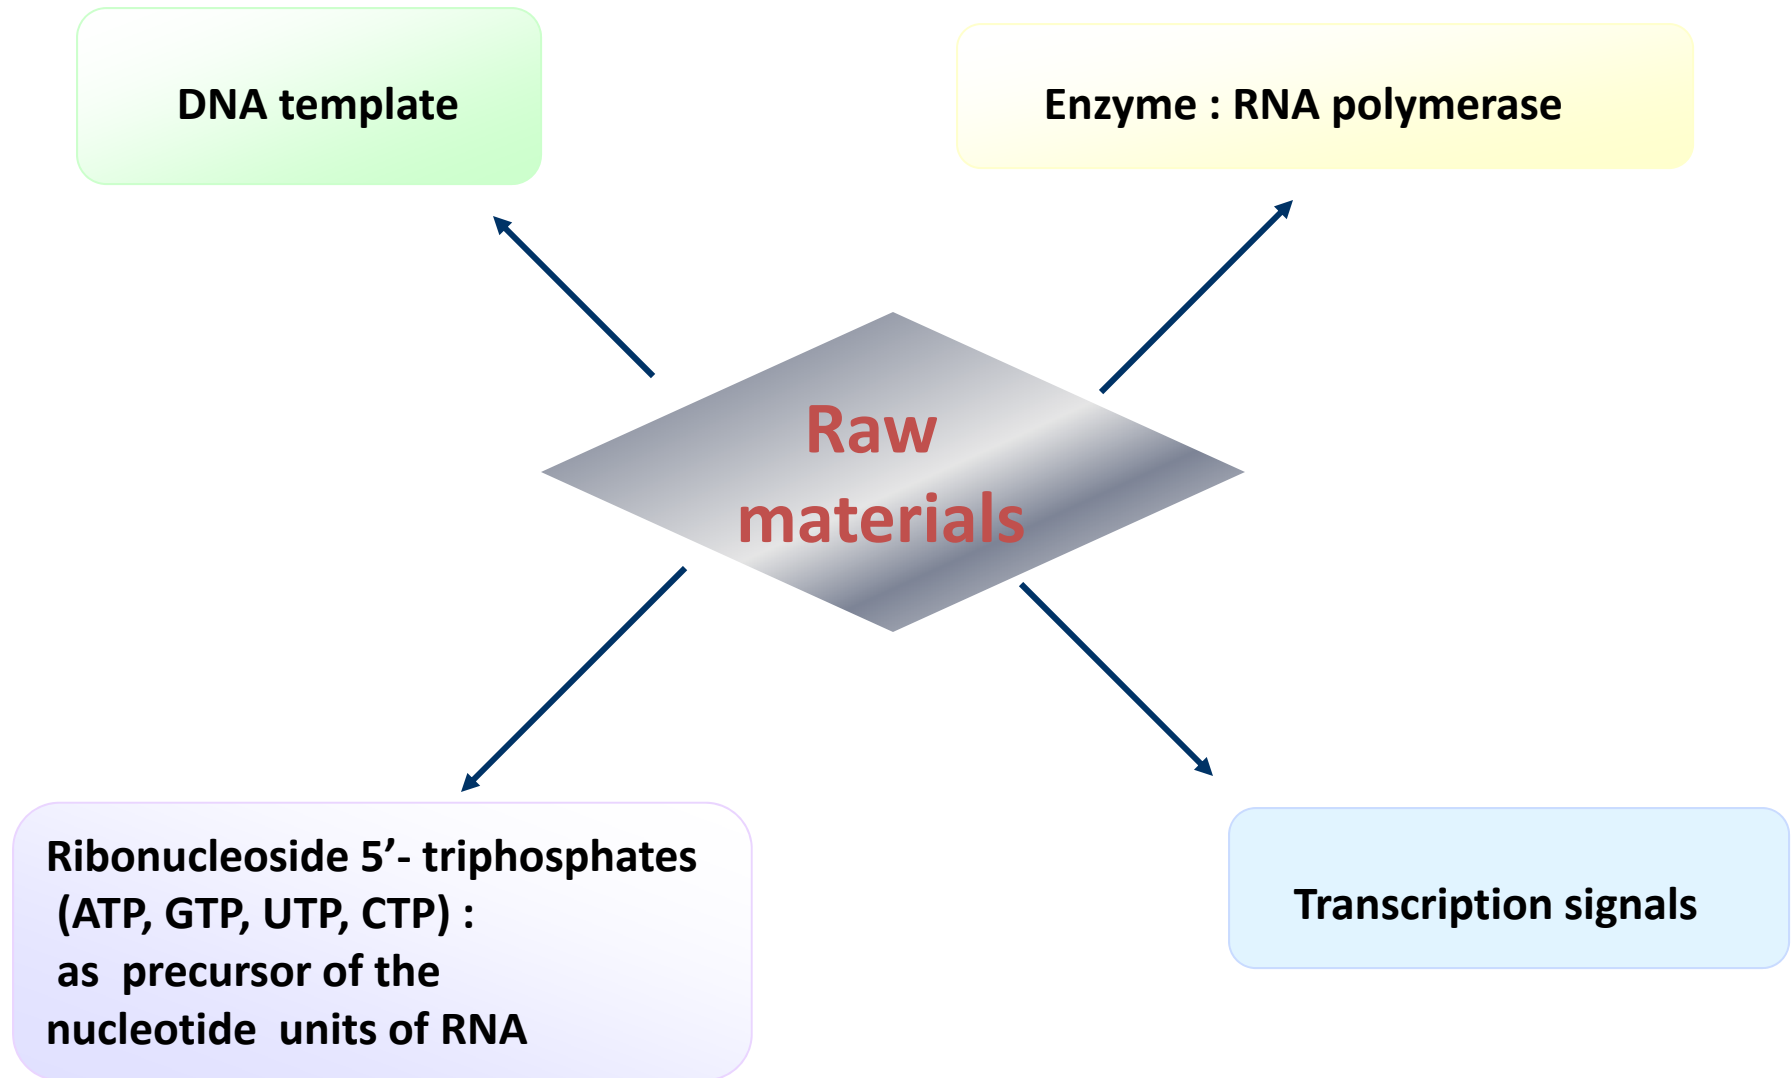 DNA template
Enzyme : RNA polymerase
Raw
materials
Ribonucleoside 5’- triphosphates
(ATP, GTP, UTP, CTP) :
as  precursor of the
nucleotide  units of RNA
Transcription signals